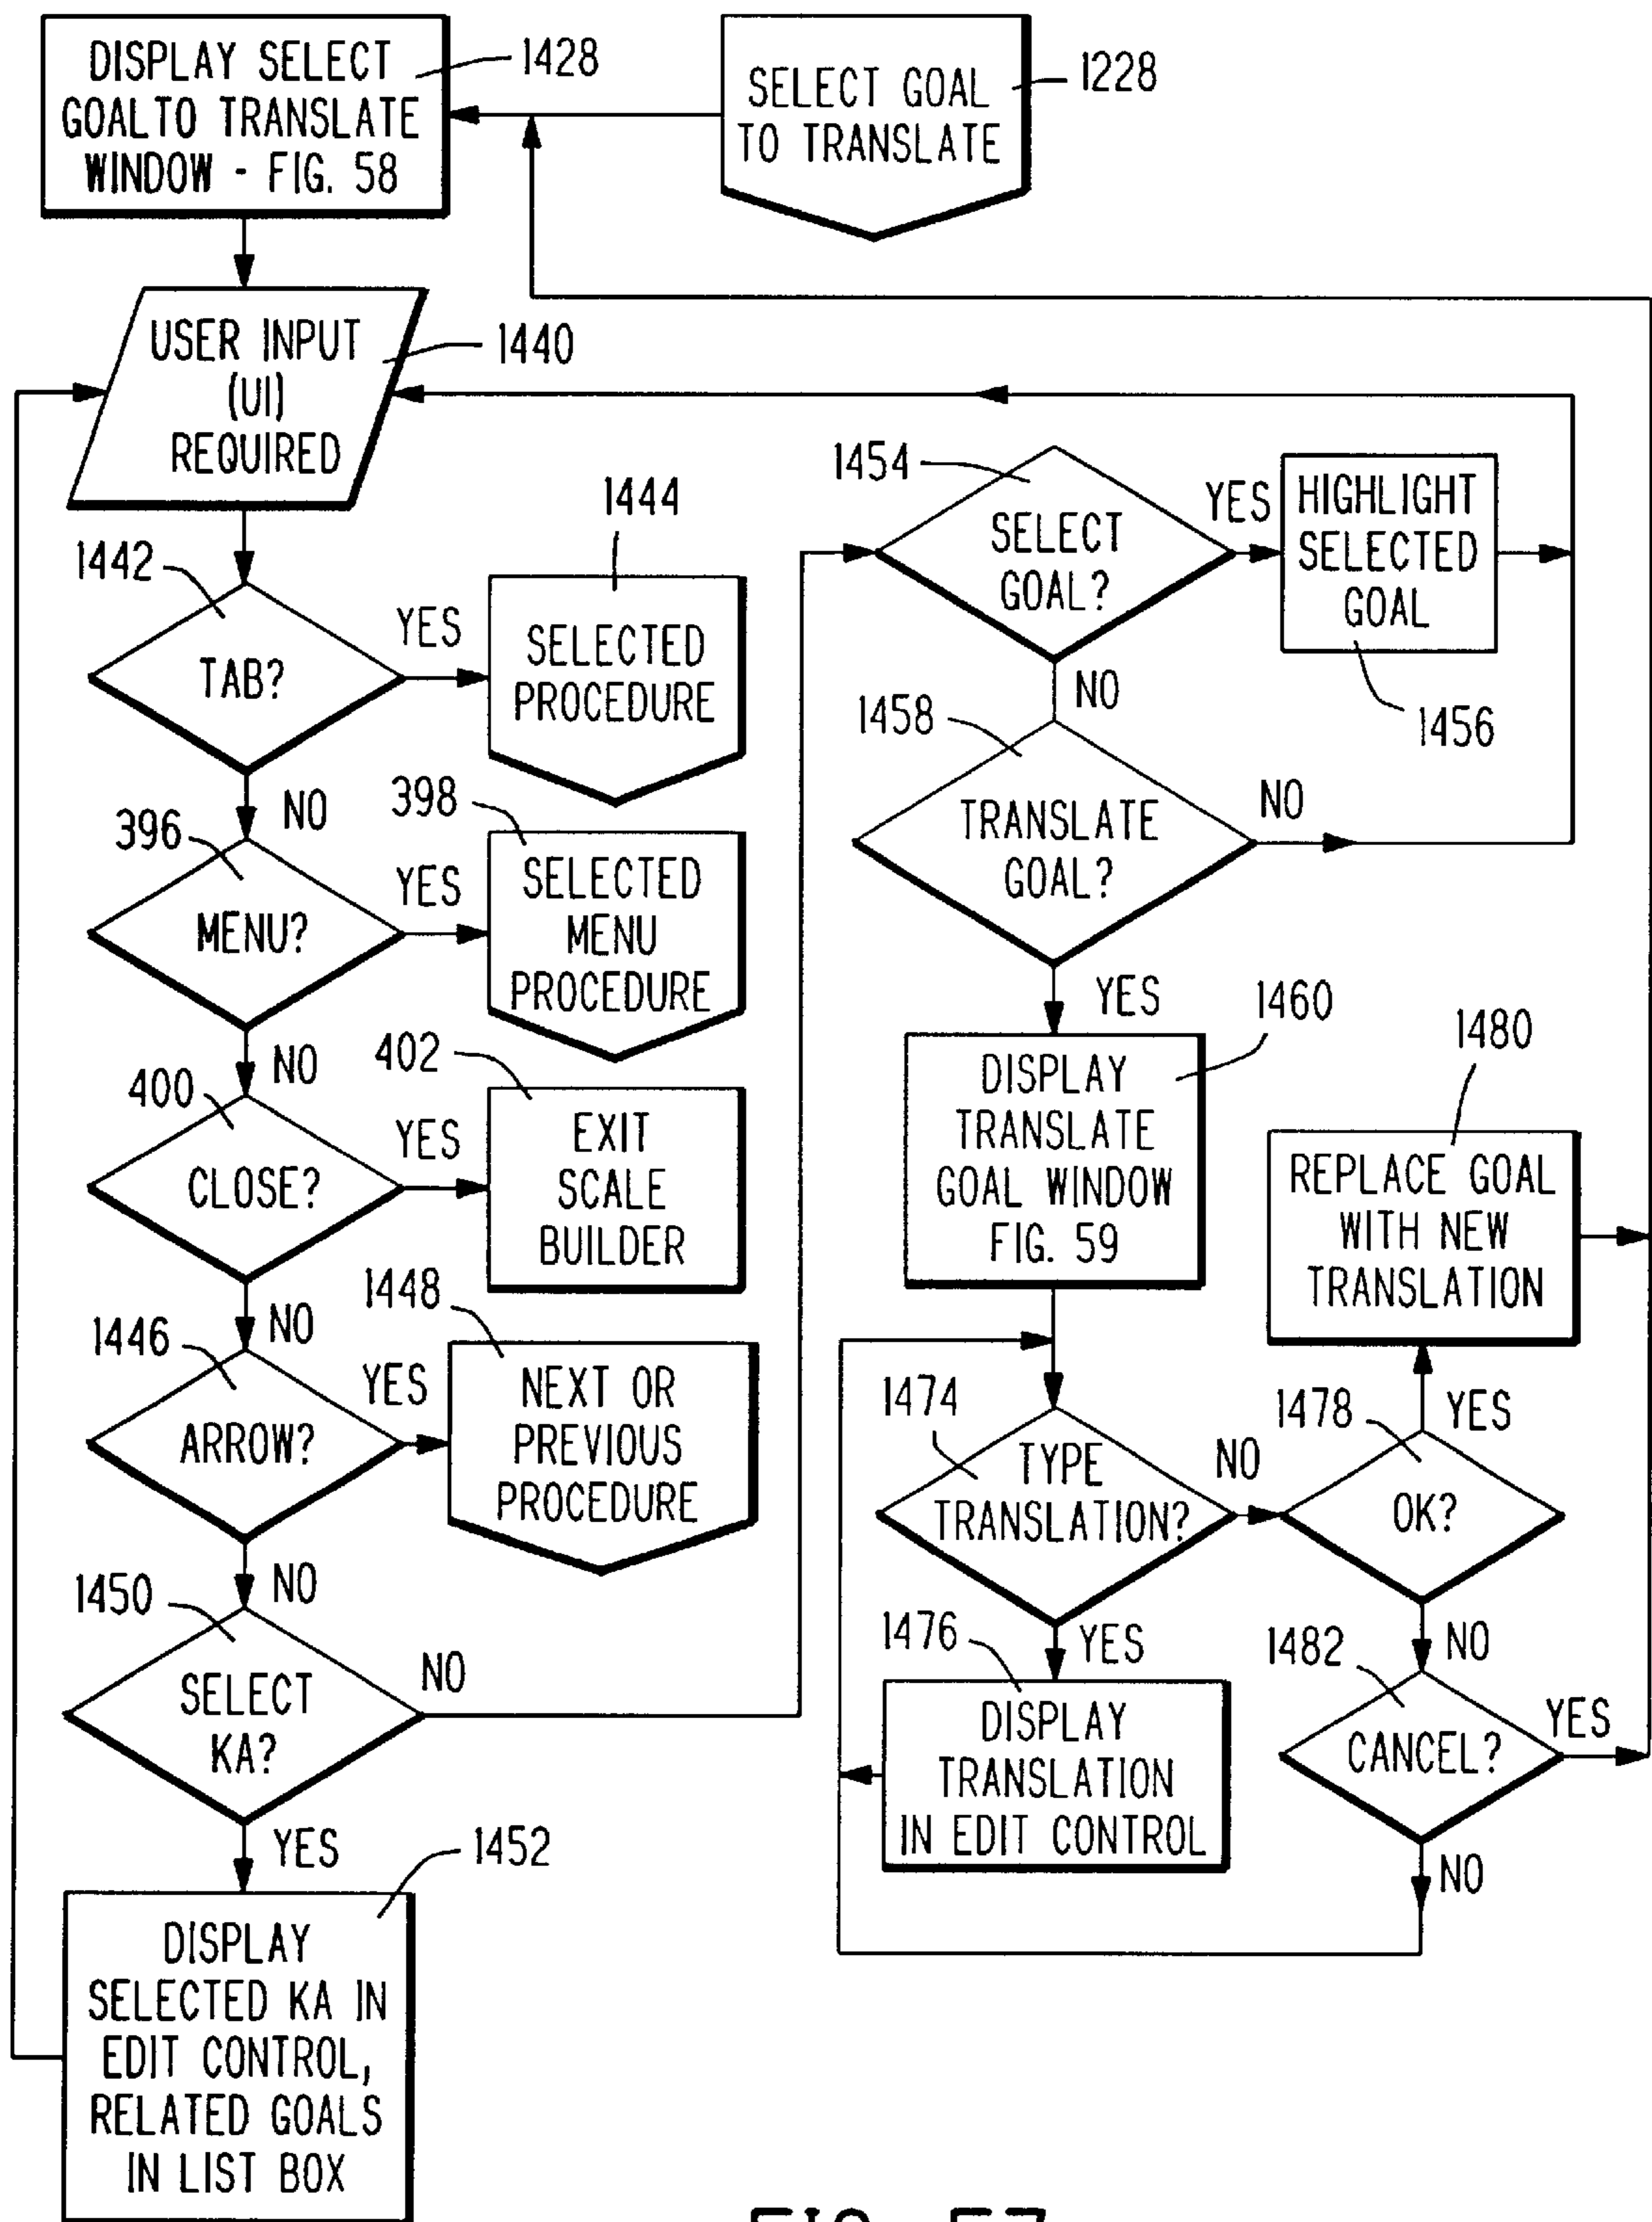 DISPLAY SELECT
GOAL TO TRANSLATE
WINDOW - FIG. 58
1428
SELECT GOAL
TO TRANSLATE
1228
USER INPUT
(UI)
REQUIRED
1440
1442
TAB?
YES
NO
1444
SELECTED
PROCEDURE
396
MENU?
YES
NO
398
SELECTED
MENU
PROCEDURE
400
CLOSE?
YES
NO
402
EXIT
SCALE
BUILDER
1446
ARROW?
YES
NO
1448
NEXT OR
PREVIOUS
PROCEDURE
1450
SELECT
KA?
NO
YES
1452
DISPLAY
SELECTED KA IN
EDIT CONTROL,
RELATED GOALS
IN LIST BOX
1454
SELECT
GOAL?
YES
NO
HIGHLIGHT
SELECTED
GOAL
1456
1458
TRANSLATE
GOAL?
NO
YES
1460
DISPLAY
TRANSLATE
GOAL WINDOW
FIG. 59
1474
TYPE
TRANSLATION?
NO
YES
1476
DISPLAY
TRANSLATION
IN EDIT CONTROL
1478
OK?
YES
NO
1480
REPLACE GOAL
WITH NEW
TRANSLATION
1482
CANCEL?
YES
NO
FIG. 57